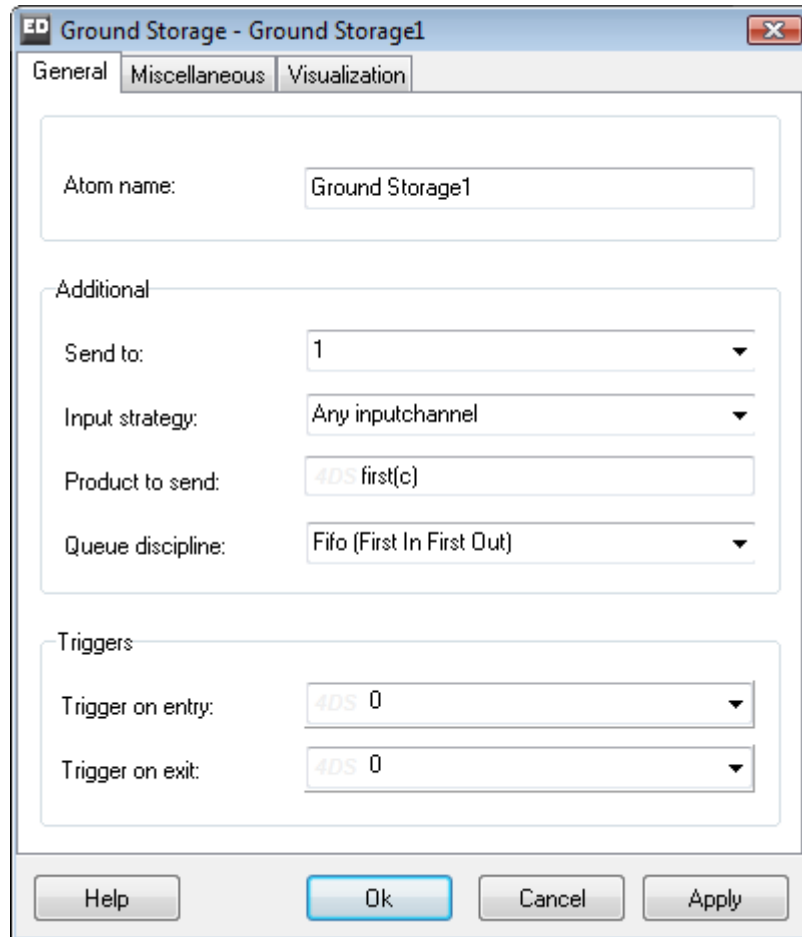 ED Ground Storage - Ground Storage1
General Miscellaneous Visualization
Atom name: Ground Storage1
Additional
Send to: 1
Input strategy: Any inputchannel
Product to send: 4DS first(c)
Queue discipline: Fifo (First In First Out)
Triggers
Trigger on entry: 4DS 0
Trigger on exit: 4DS 0
Help Ok Cancel Apply